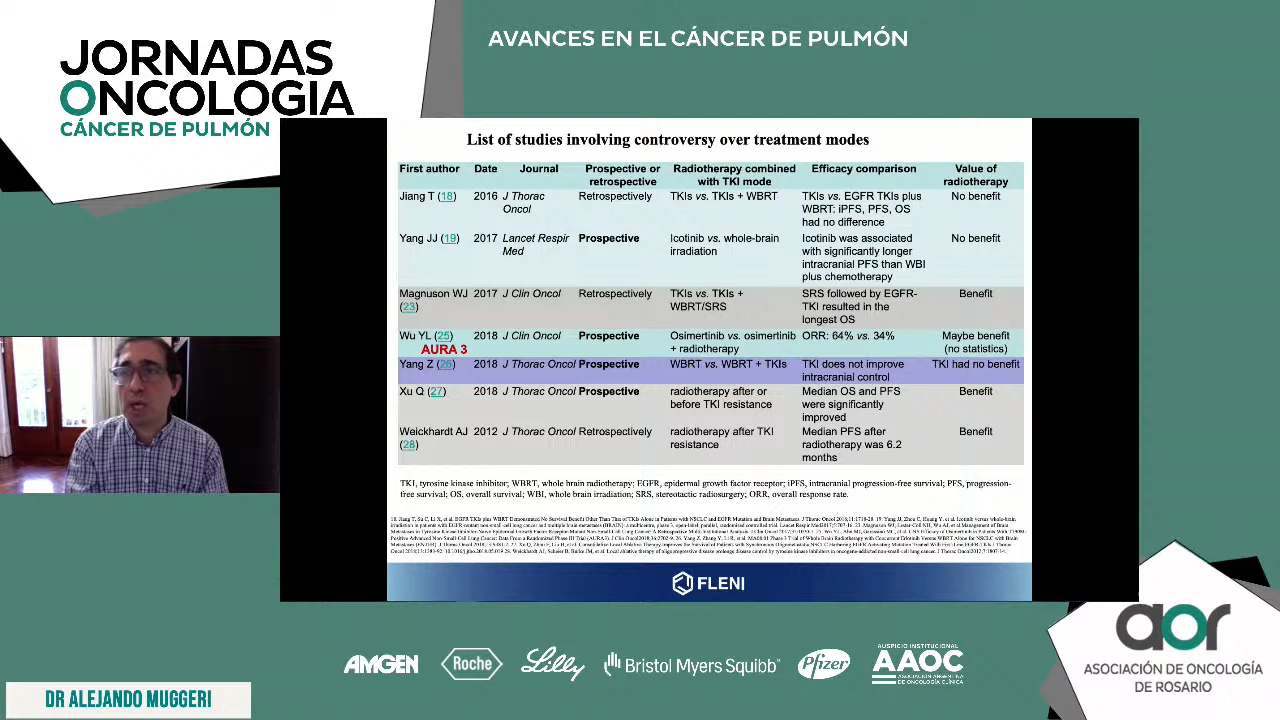 JORNADAS
ONCOLOGIA
CÁNCER DE PULMÓN
AVANCES EN EL CÁNCER DE PULMÓN
List of studies involving controversy over treatment modes
First author Date Journal Prospective or retrospective Radiotherapy combined with TKI mode Efficacy comparison Value of radiotherapy
Jiang T (18) 2016 J Thorac Oncol Retrospectively TKIs vs. TKIs + WBRT TKIs vs. EGFR TKIs plus WBRT: iPFS, PFS, OS had no difference No benefit
Yang JJ (19) 2017 Lancet Respir Med Prospective Icotinib vs. whole-brain irradiation Icotinib was associated with significantly longer intracranial PFS than WBI plus chemotherapy No benefit
Magnuson WJ (23) 2017 J Clin Oncol Retrospectively TKIs vs. TKIs + WBRT/SRS SRS followed by EGFR-TKI resulted in the longest OS Benefit
Wu YL (25) AURA 3 2018 J Clin Oncol Prospective Osimertinib vs. osimertinib + radiotherapy ORR: 64% vs. 34% Maybe benefit (no statistics)
Yang Z (26) 2018 J Thorac Oncol Prospective WBRT vs. WBRT + TKIs TKI does not improve intracranial control TKI had no benefit
Xu Q (27) 2018 J Thorac Oncol Prospective radiotherapy after or before TKI resistance Median OS and PFS were significantly improved Benefit
Weickhardt AJ (28) 2012 J Thorac Oncol Retrospectively radiotherapy after TKI resistance Median PFS after radiotherapy was 6.2 months Benefit
TKI, tyrosine kinase inhibitor; WBRT, whole brain radiotherapy; EGFR, epidermal growth factor receptor; iPFS, intracranial progression-free survival; PFS, progression-
free survival; OS, overall survival; WBI, whole brain irradiation; SRS, stereotactic radiosurgery; ORR, overall response rate.
FLENI
AMGEN
Roche
Lilly
Bristol Myers Squibb
Pfizer
AUSPICIO INSTITUCIONAL
AAOC
ASOCIACIÓN ARGENTINA
DE ONCOLOGÍA CLÍNICA
aor
ASOCIACIÓN DE ONCOLOGÍA
DE ROSARIO
DR ALEJANDO MUGGERI